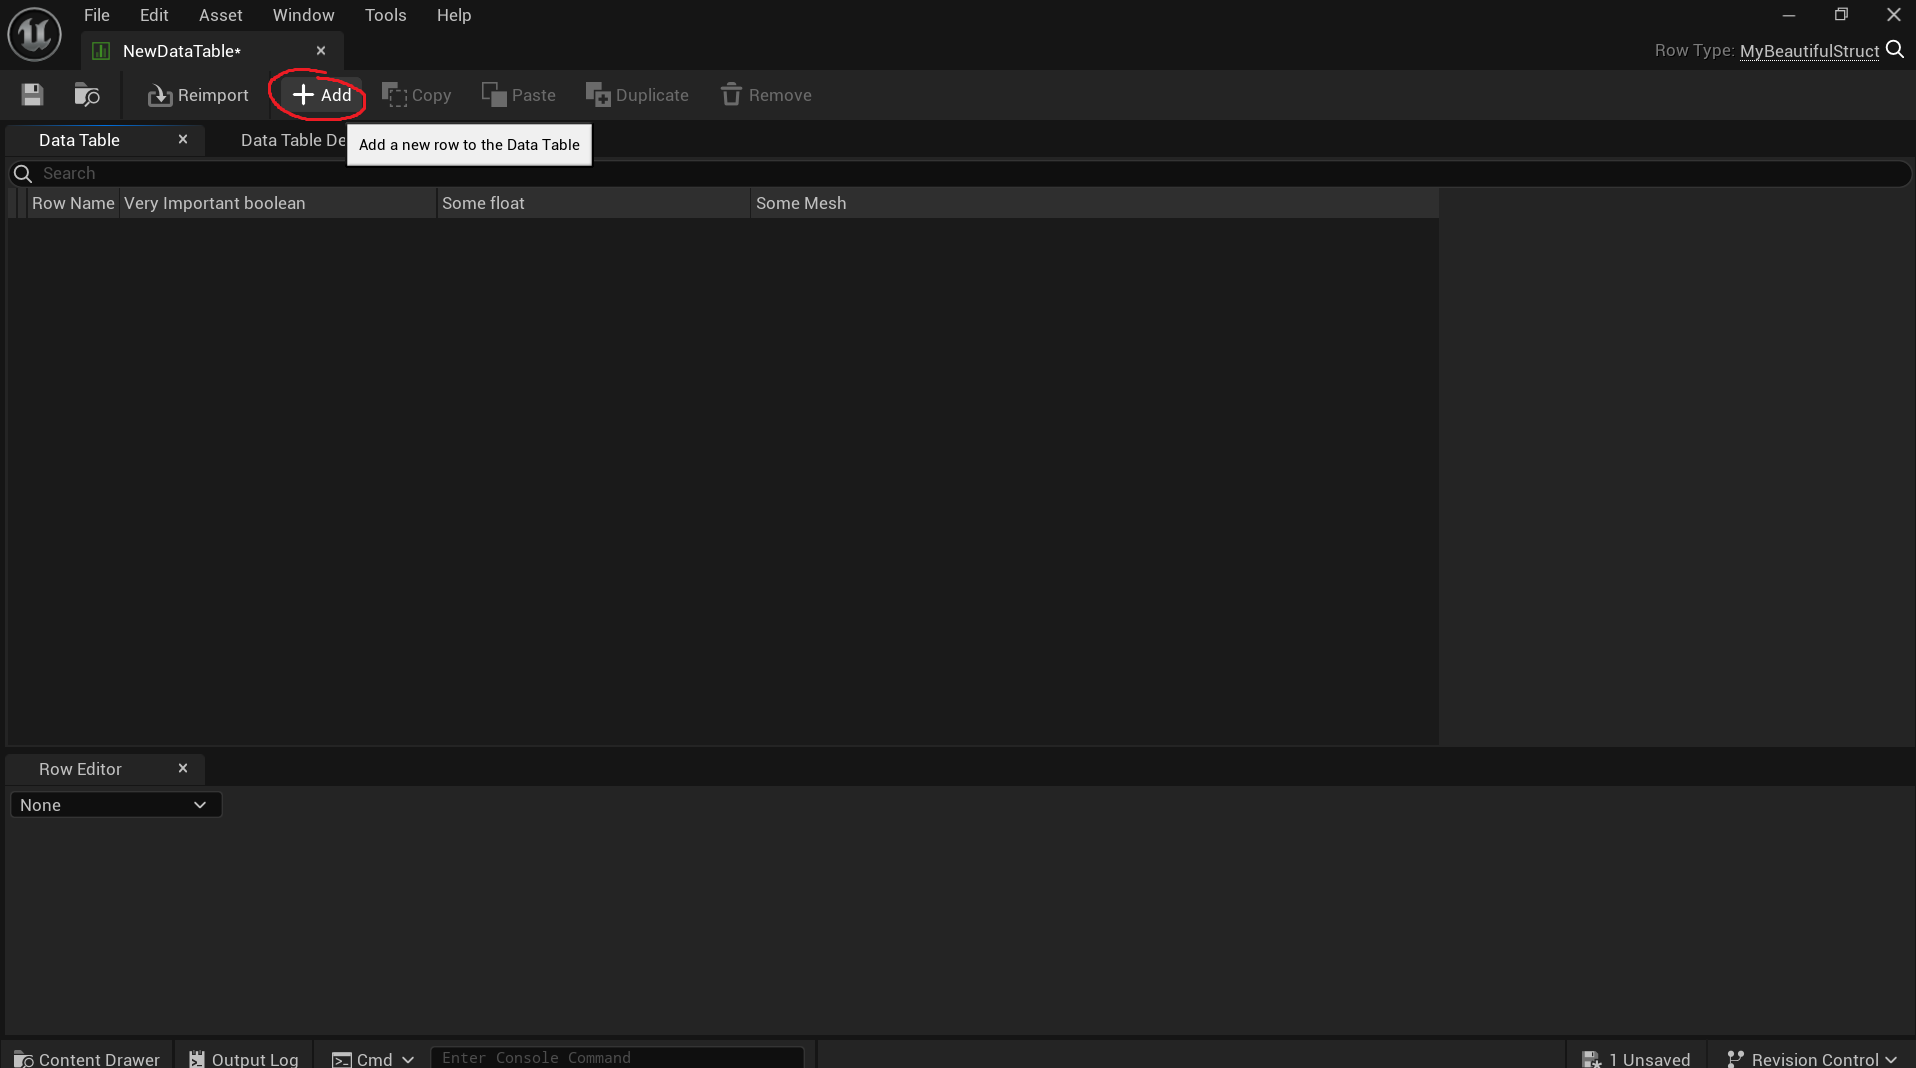 File Edit Asset Window Tools Help
NewDataTable*
Row Type: MyBeautifulStruct
Reimport Add Copy Paste Duplicate Remove
Data Table Data Table De
Add a new row to the Data Table
Search
Row Name Very Important boolean Some float Some Mesh
Row Editor
None
Content Drawer Output Log Cmd Enter Console Command 1 Unsaved Revision Control